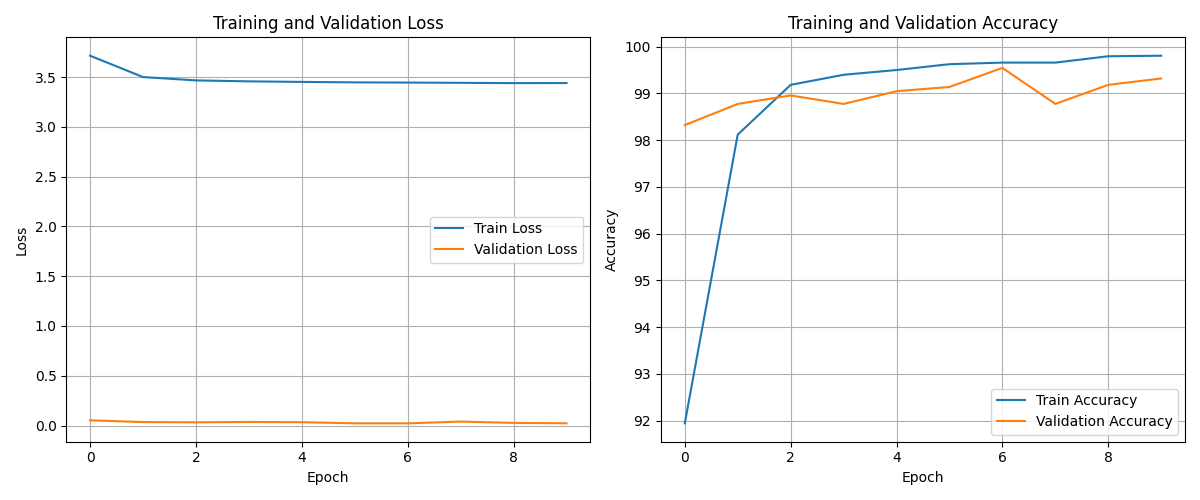 Training and Validation Loss
3.5
3.0
2.5
2.0
1.5
1.0
0.5
0.0
Loss
Train Loss
Validation Loss
0 2 4 6 8
Epoch
Training and Validation Accuracy
100
99
98
97
96
95
94
93
92
Accuracy
Train Accuracy
Validation Accuracy
0 2 4 6 8
Epoch